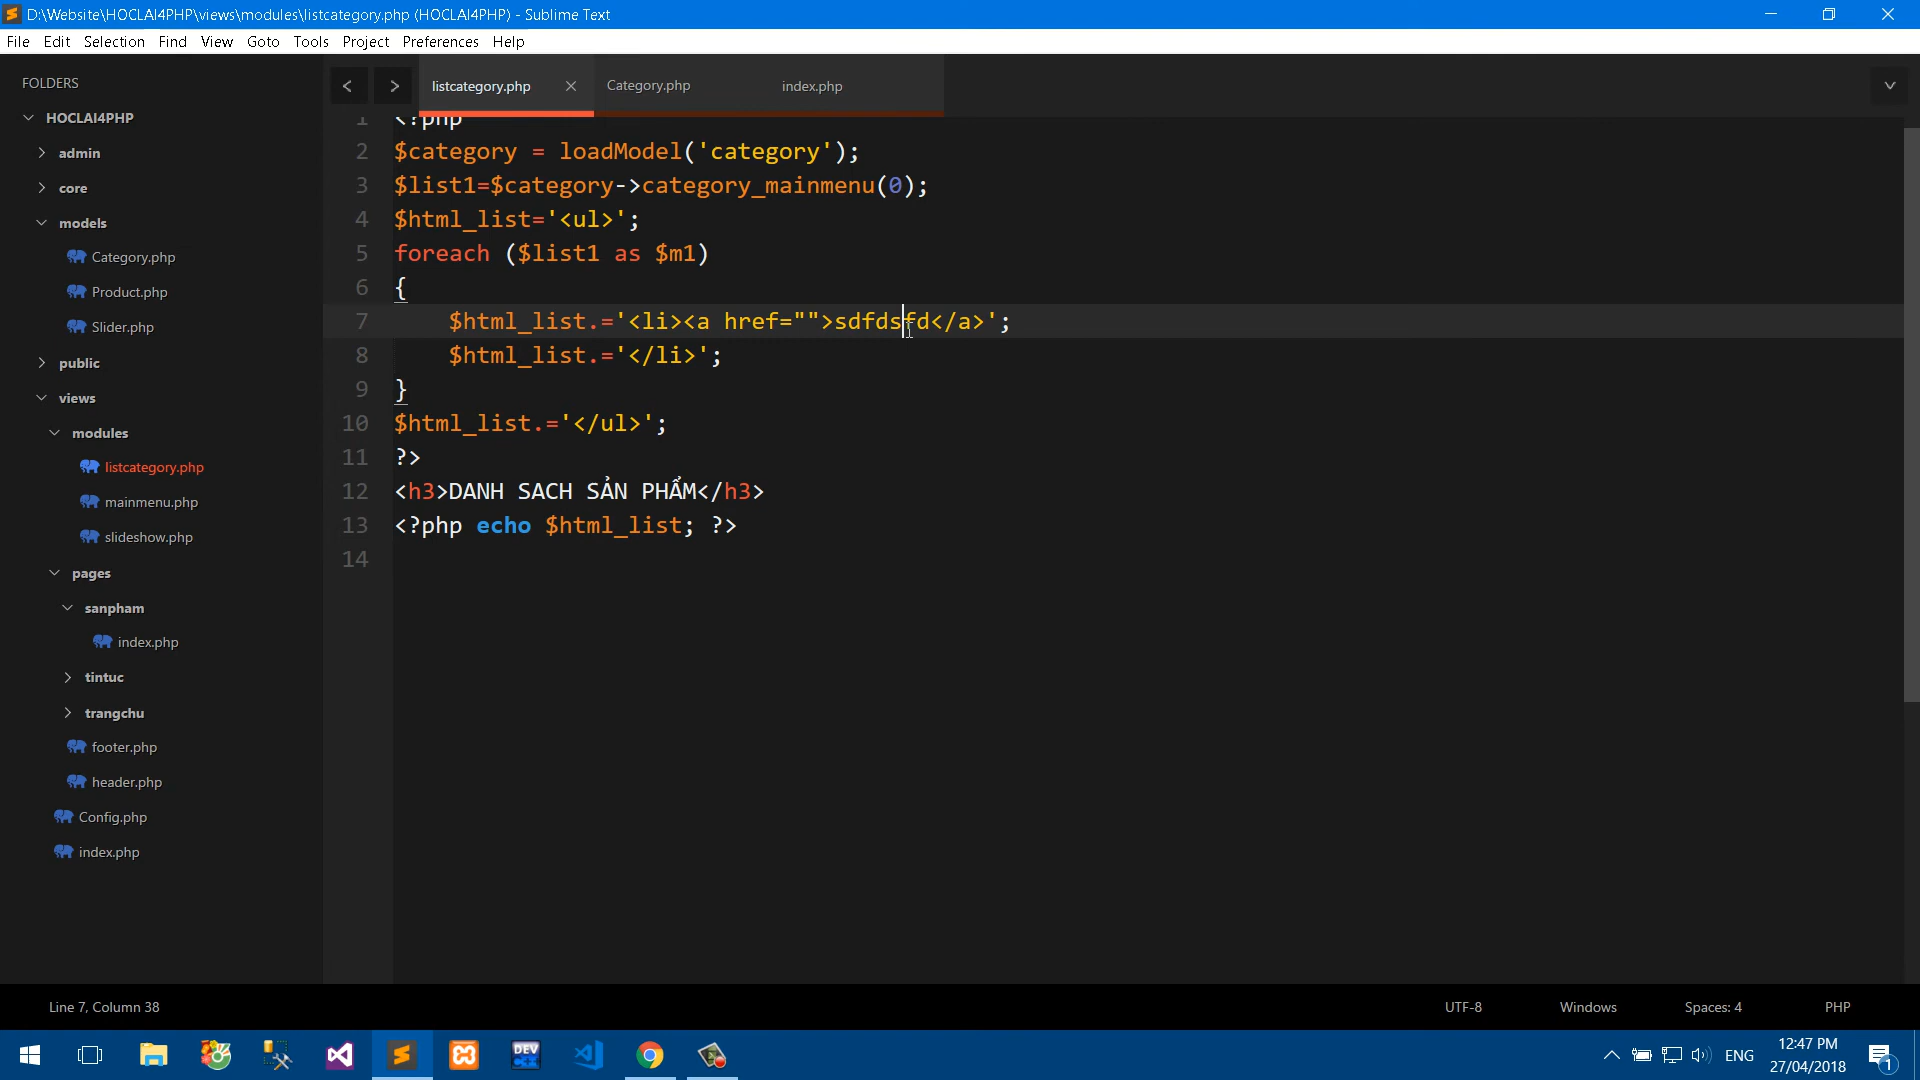 D:\Website\HOCLAI4PHP\views\modules\listcategory.php (HOCLAI4PHP) - Sublime Text
File Edit Selection Find View Goto Tools Project Preferences Help
FOLDERS
HOCLAI4PHP
admin
core
models
Category.php
Product.php
Slider.php
public
views
modules
listcategory.php
mainmenu.php
slideshow.php
pages
sanpham
index.php
tintuc
trangchu
footer.php
header.php
Config.php
index.php
listcategory.php Category.php index.php
1 <?php
2 $category = loadModel('category');
3 $list1=$category->category_mainmenu(0);
4 $html_list='<ul>';
5 foreach ($list1 as $m1)
6 {
7 $html_list.='<li><a href="">sdfdsfd</a>';
8 $html_list.='</li>';
9 }
10 $html_list.='</ul>';
11 ?>
12 <h3>DANH SACH SẢN PHẨM</h3>
13 <?php echo $html_list; ?>
14
Line 7, Column 38 UTF-8 Windows Spaces: 4 PHP
DEV
ENG
12:47 PM
27/04/2018
1